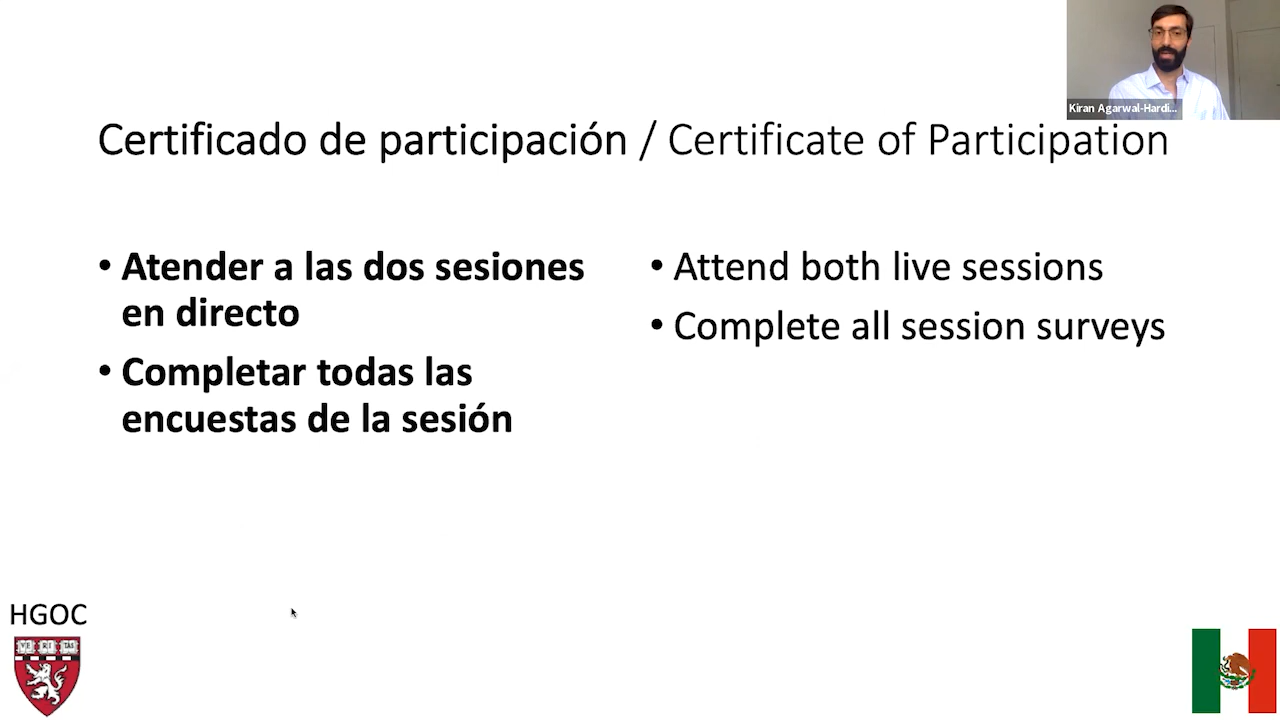 Kiran Agarwal-Hardi...
Certificado de participación / Certificate of Participation
• Atender a las dos sesiones
en directo
• Completar todas las
encuestas de la sesión
• Attend both live sessions
• Complete all session surveys
HGOC
VE RI TAS